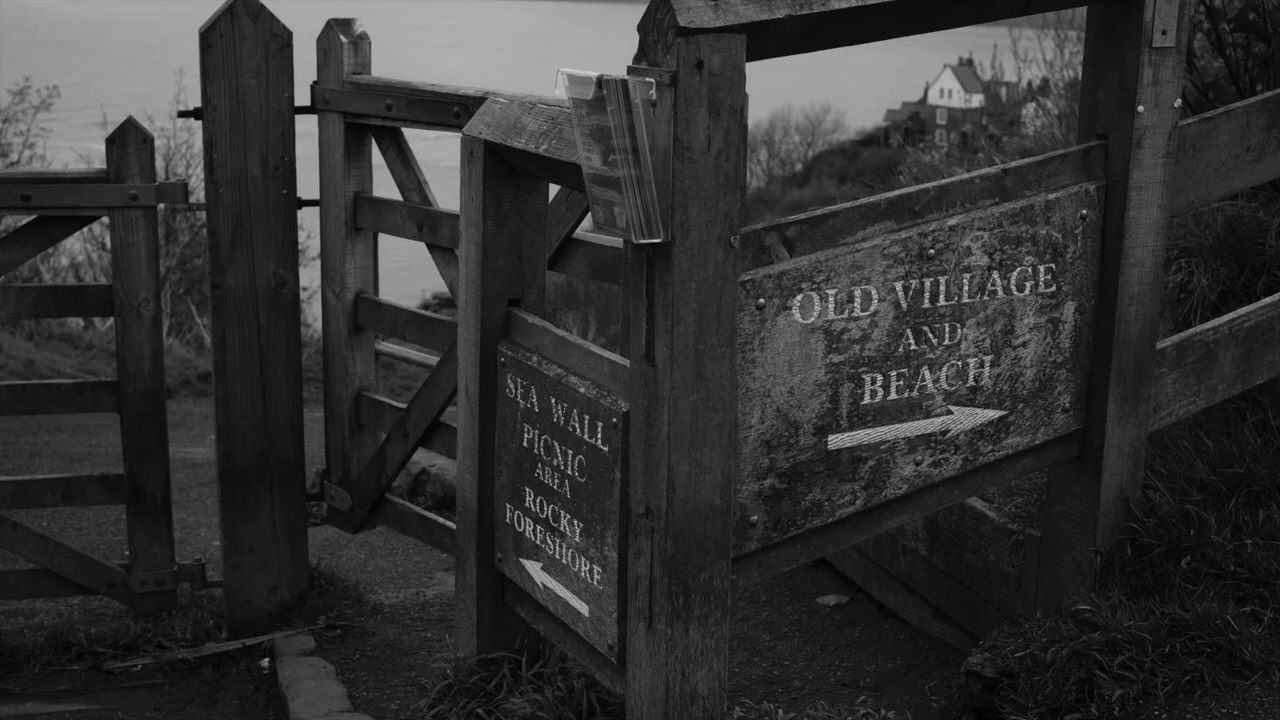 SEA WALL
PICNIC
AREA
ROCKY
FORESHORE
OLD VILLAGE
AND
BEACH